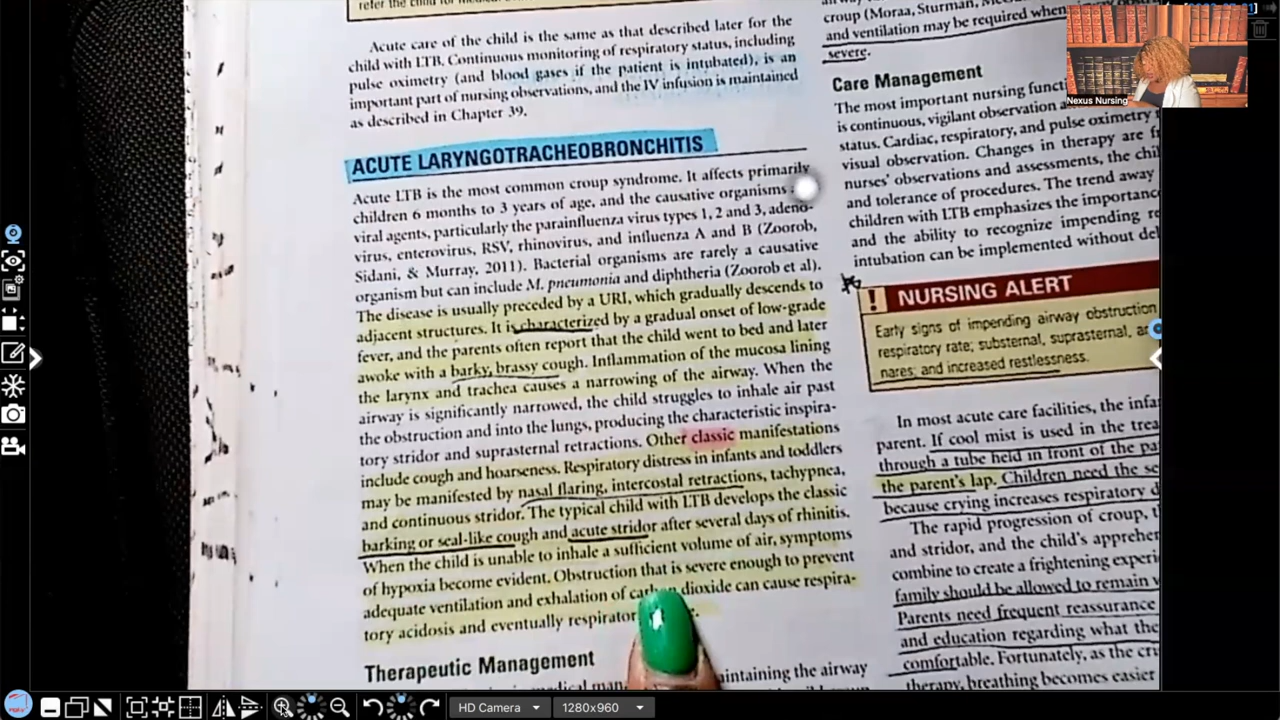 refer the child for medical
Acute care of the child is the same as that described later for the
child with LTB. Continuous monitoring of respiratory status, including
pulse oximetry (and blood gases if the patient is intubated), is an
important part of nursing observations, and the IV infusion is maintained
as described in Chapter 39.
ACUTE LARYNGOTRACHEOBRONCHITIS
Acute LTB is the most common croup syndrome. It affects primarily
children 6 months to 3 years of age, and the causative organisms
viral agents, particularly the parainfluenza virus types 1, 2 and 3, adeno-
virus, enterovirus, RSV, rhinovirus, and influenza A and B (Zoorob,
Sidani, & Murray, 2011). Bacterial organisms are rarely a causative
organism but can include M. pneumonia and diphtheria (Zoorob et al).
The disease is usually preceded by a URI, which gradually descends to
adjacent structures. It is characterized by a gradual onset of low-grade
fever, and the parents often report that the child went to bed and later
awoke with a barky, brassy cough. Inflammation of the mucosa lining
the larynx and trachea causes a narrowing of the airway. When the
airway is significantly narrowed, the child struggles to inhale air past
the obstruction and into the lungs, producing the characteristic inspira-
tory stridor and suprasternal retractions. Other classic manifestations
include cough and hoarseness. Respiratory distress in infants and toddlers
may be manifested by nasal flaring, intercostal retractions, tachypnea,
and continuous stridor. The typical child with LTB develops the classic
barking or seal-like cough and acute stridor after several days of rhinitis.
When the child is unable to inhale a sufficient volume of air, symptoms
of hypoxia become evident. Obstruction that is severe enough to prevent
adequate ventilation and exhalation of carbon dioxide can cause respira-
tory acidosis and eventually
Therapeutic Management
maintaining the airway
croup (Moraa, Sturman,
and ventilation may be required when
severe.
Care Management
The most important nursing
is continuous, vigilant observation
status. Cardiac, respiratory, and pulse oximetry
visual observation. Changes in therapy are
nurses' observations and assessments, the
and tolerance of procedures. The trend away
children with LTB emphasizes the
and the ability to recognize impending
intubation can be implemented without
! NURSING ALERT
Early signs of impending airway obstruction
respiratory rate; substernal, suprasternal,
nares; and increased restlessness.
In most acute care facilities, the
parent. If cool mist is used in the
through a tube held in front of the
the parent's lap. Children need the
because crying increases respiratory
The rapid progression of croup,
and stridor, and the child's
combine to create a frightening
family should be allowed to remain
Parents need frequent reassurance
and education regarding what
comfortable. Fortunately, as the
therapy, breathing becomes easier
Nexus Nursing
HD Camera
1280x960